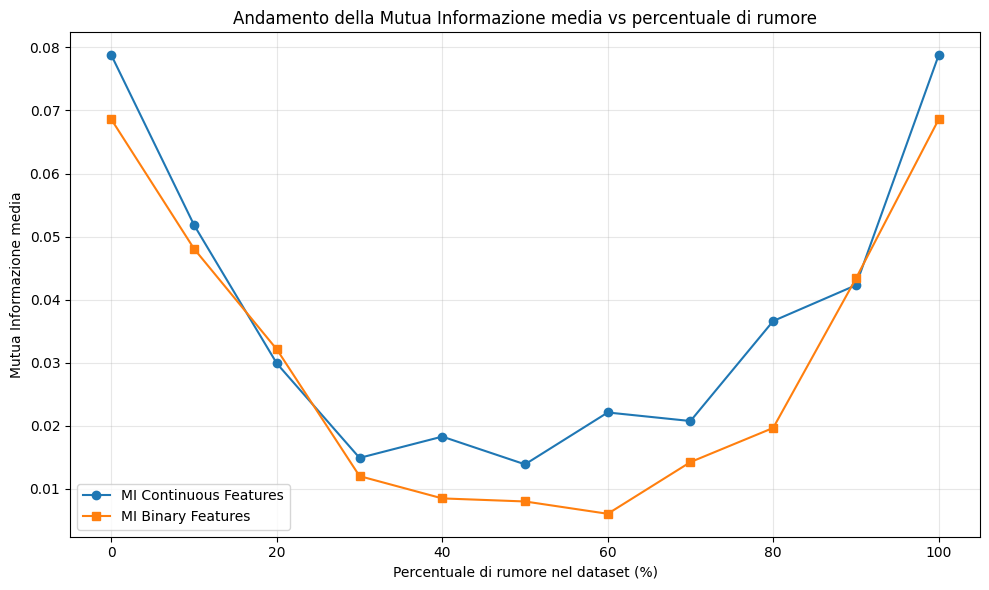 Andamento della Mutua Informazione media vs percentuale di rumore
0.08
0.07
0.06
0.05
0.04
0.03
0.02
0.01
Mutua Informazione media
MI Continuous Features
MI Binary Features
0 20 40 60 80 100
Percentuale di rumore nel dataset (%)